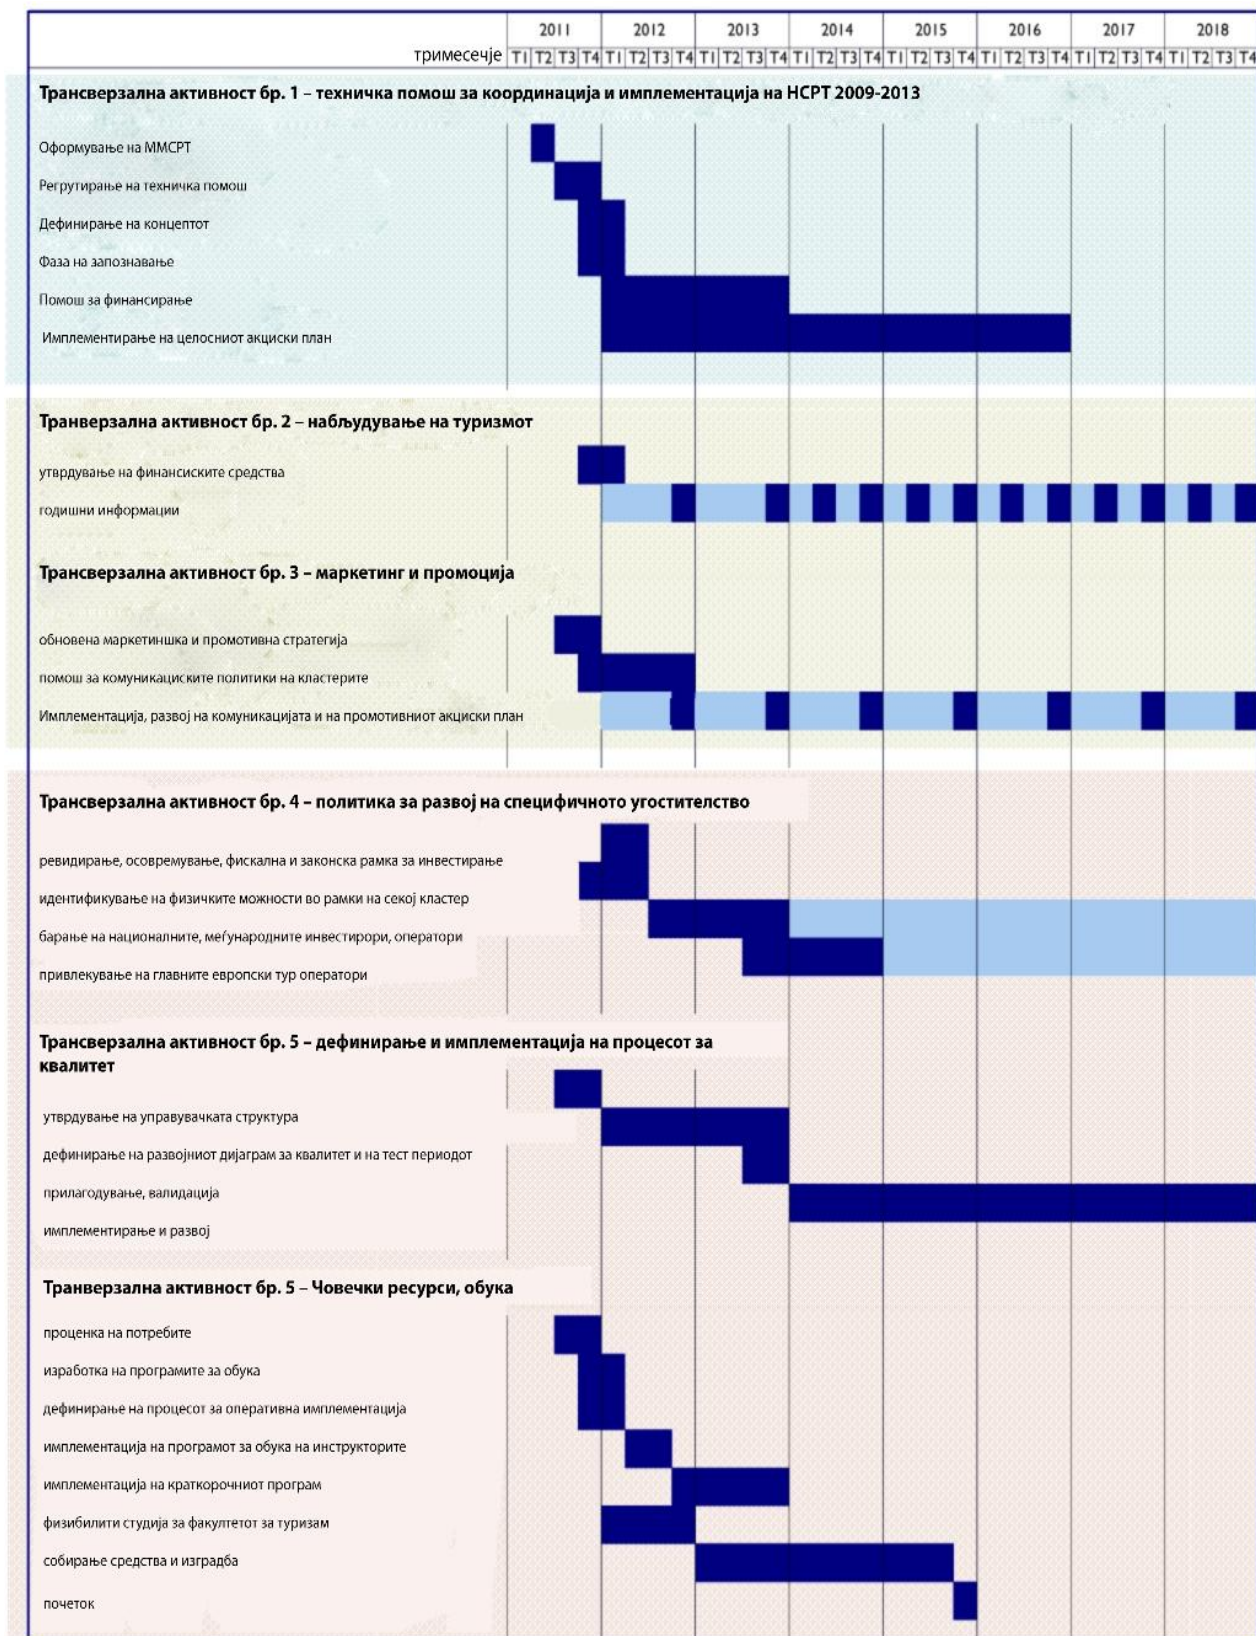 2011 2012 2013 2014 2015 2016 2017 2018
тримесечје T1 T2 T3 T4 T1 T2 T3 T4 T1 T2 T3 T4 T1 T2 T3 T4 T1 T2 T3 T4 T1 T2 T3 T4 T1 T2 T3 T4 T1 T2 T3 T4
Трансверзална активност бр. 1 – техничка помош за координација и имплементација на НСРТ 2009-2013
Оформување на ММСРТ
Регрутирање на техничка помош
Дефинирање на концептот
Фаза на запознавање
Помош за финансирање
Имплементирање на целосниот акциски план
Транверзална активност бр. 2 – набљудување на туризмот
утврдување на финансиските средства
годишни информации
Трансверзална активност бр. 3 – маркетинг и промоција
обновена маркетиншка и промотивна стратегија
помош за комуникациските политики на кластерите
Имплементација, развој на комуникацијата и на промотивниот акциски план
Трансверзална активност бр. 4 – политика за развој на специфичното угостителство
ревидирање, осовремување, фискална и законска рамка за инвестирање
идентификување на физичките можности во рамки на секој кластер
барање на националните, меѓународните инвестирори, оператори
привлекување на главните европски тур оператори
Трансверзална активност бр. 5 – дефинирање и имплементација на процесот за
квалитет
утврдување на управувачката структура
дефинирање на развојниот дијаграм за квалитет и на тест периодот
прилагодување, валидација
имплементирање и развој
Транверзална активност бр. 5 – Човечки ресурси, обука
проценка на потребите
изработка на програмите за обука
дефинирање на процесот за оперативна имплементација
имплементација на програмот за обука на инструкторите
имплементација на краткорочниот програм
физибилити студија за факултетот за туризам
собирање средства и изградба
почеток